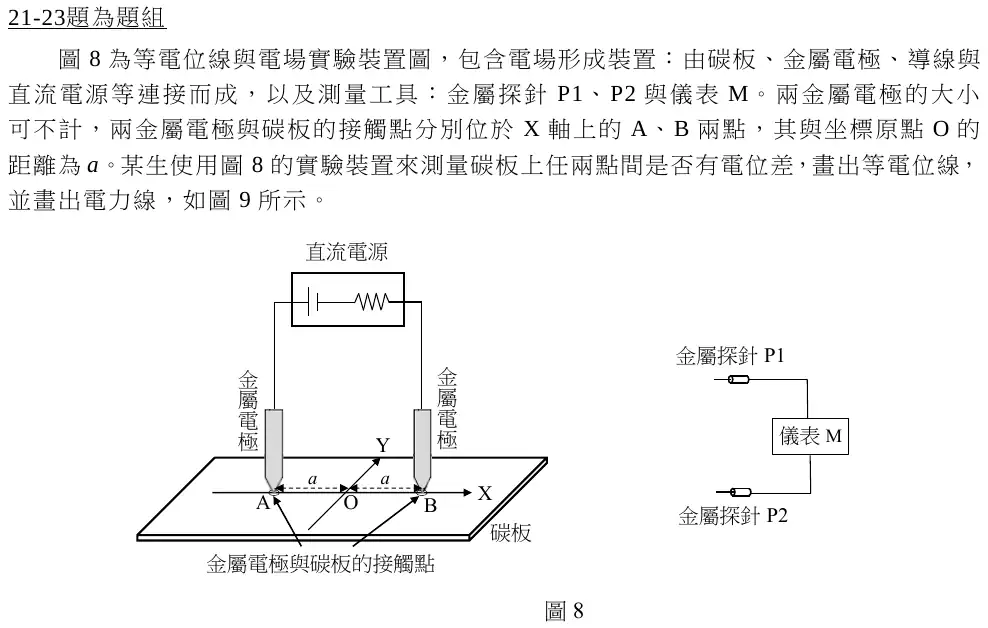 21-23題為題組
圖 8 為等電位線與電場實驗裝置圖，包含電場形成裝置：由碳板、金屬電極、導線與
直流電源等連接而成，以及測量工具：金屬探針 P1、P2 與儀表 M。兩金屬電極的大小
可不計，兩金屬電極與碳板的接觸點分別位於 X 軸上的 A、B 兩點，其與坐標原點 O 的
距離為 a。某生使用圖 8 的實驗裝置來測量碳板上任兩點間是否有電位差，畫出等電位線，
並畫出電力線，如圖 9 所示。
直流電源
金屬電極
金屬電極
Y
a
a
A
O
B
X
碳板
金屬電極與碳板的接觸點
金屬探針 P1
儀表 M
金屬探針 P2
圖 8